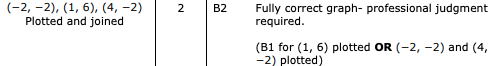 (−2, −2), (1, 6), (4, −2) 2 B2 Fully correct graph- professional judgment
Plotted and joined required.
(B1 for (1, 6) plotted OR (−2, −2) and (4,
−2) plotted)